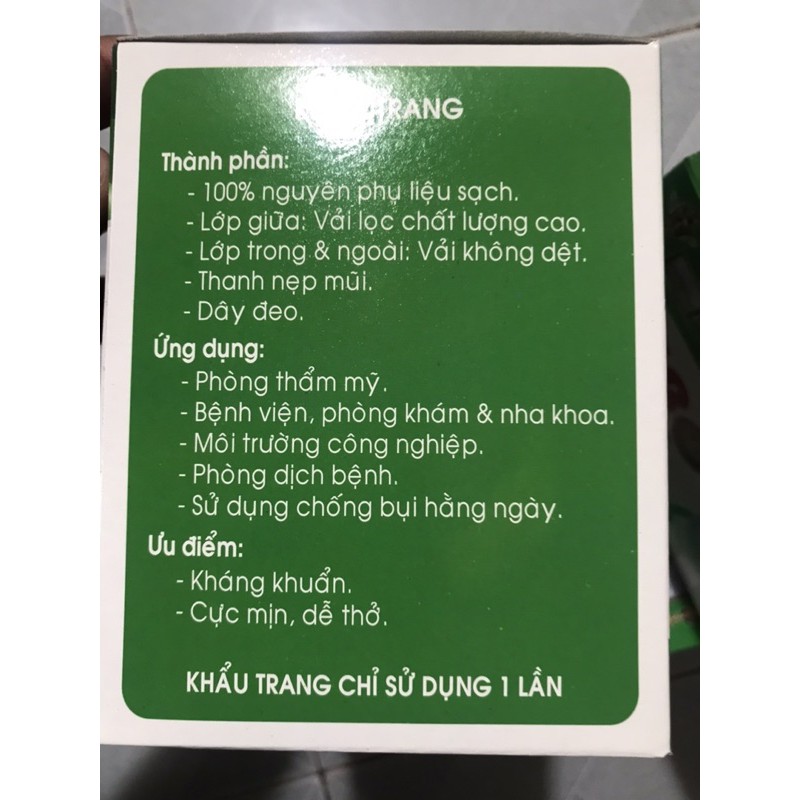 TRANG
Thành phần:
- 100% nguyên phụ liệu sạch.
- Lớp giữa: Vải lọc chất lượng cao.
- Lớp trong & ngoài: Vải không dệt.
- Thanh nẹp mũi.
- Dây đeo.
Ứng dụng:
- Phòng thẩm mỹ.
- Bệnh viện, phòng khám & nha khoa.
- Môi trường công nghiệp.
- Phòng dịch bệnh.
- Sử dụng chống bụi hằng ngày.
Ưu điểm:
- Kháng khuẩn.
- Cực mịn, dễ thở.
KHẨU TRANG CHỈ SỬ DỤNG 1 LẦN